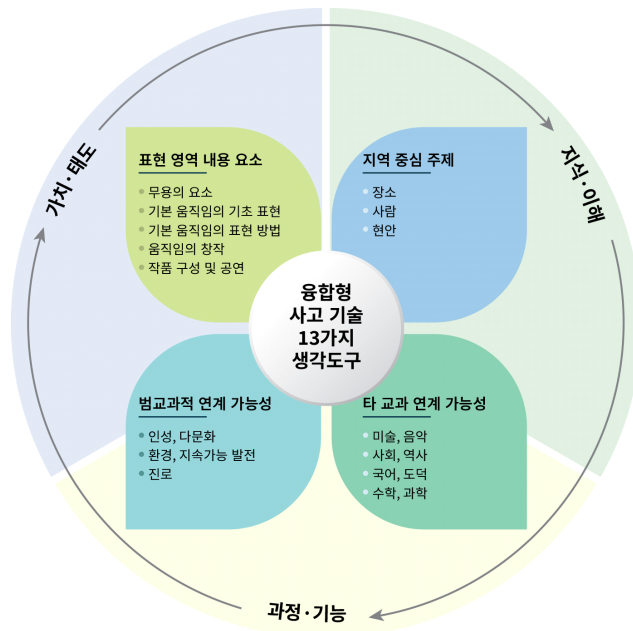 가치·태도
지식·이해
표현 영역 내용 요소
무용의 요소
기본 움직임의 기초 표현
기본 움직임의 표현 방법
움직임의 창작
작품 구성 및 공연
지역 중심 주제
장소
사람
현안
융합형
사고 기술
13가지
생각도구
범교과적 연계 가능성
인성, 다문화
환경, 지속가능 발전
진로
타 교과 연계 가능성
미술, 음악
사회, 역사
국어, 도덕
수학, 과학
과정·기능